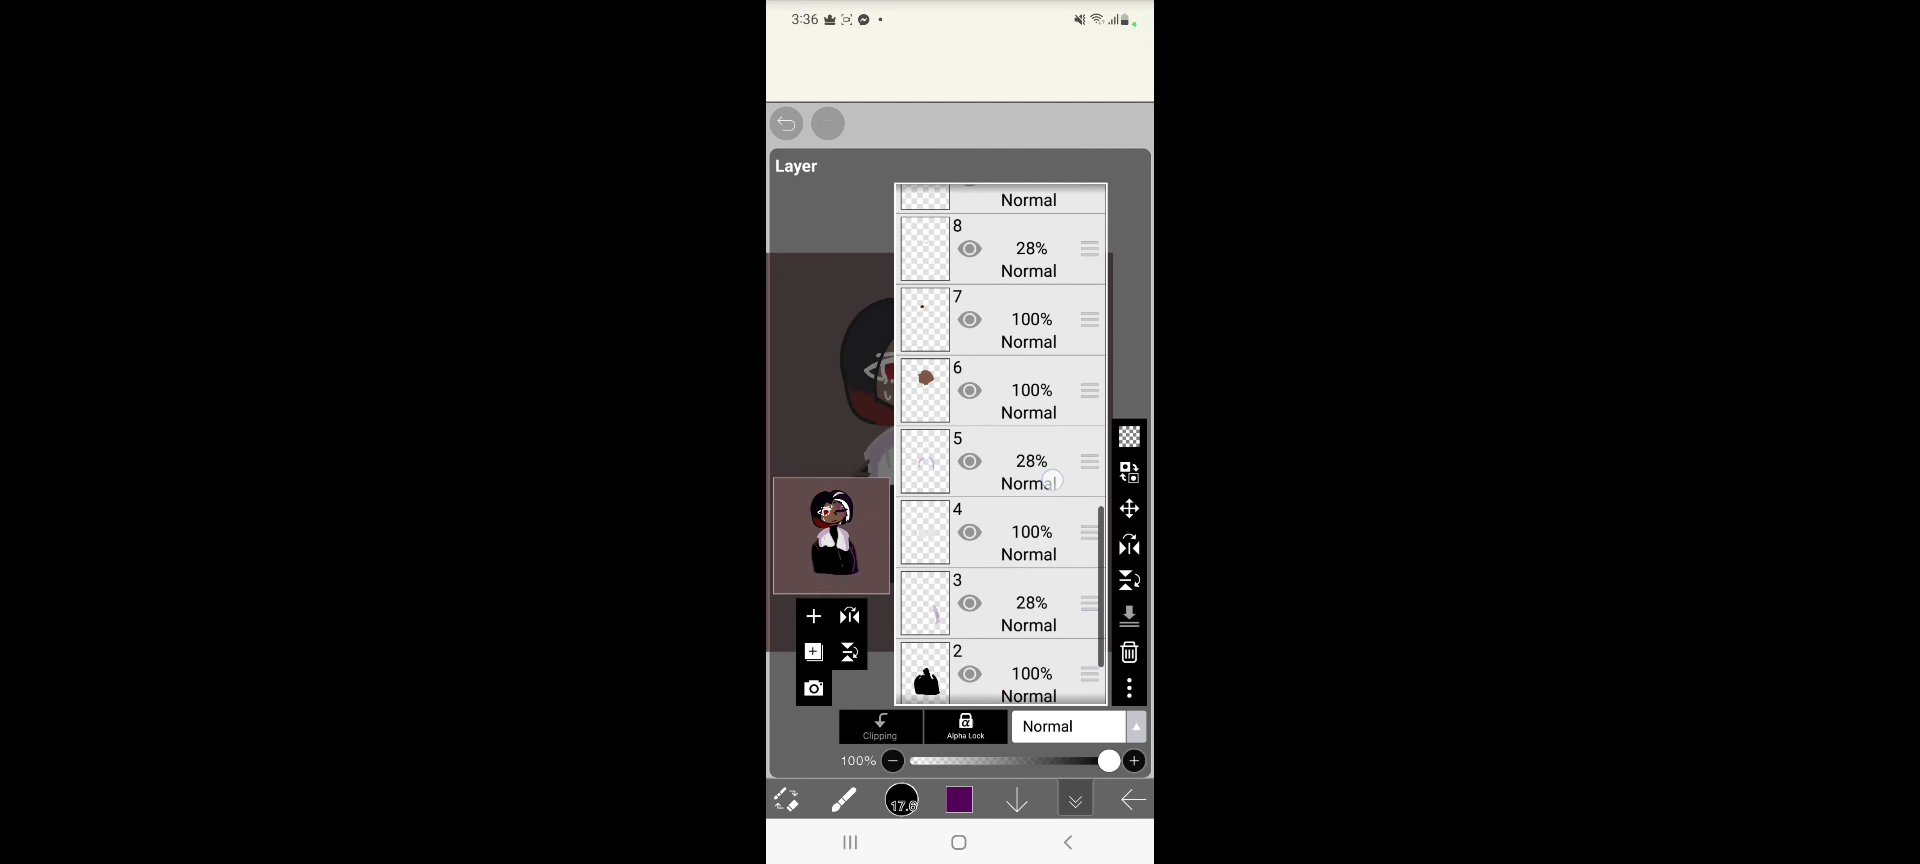 3:36
Layer
Normal
8
28%
Normal
7
100%
Normal
6
100%
Normal
5
28%
Normal
4
100%
Normal
3
28%
Normal
2
100%
Normal
Clipping
Alpha Lock
Normal
100%
17.6